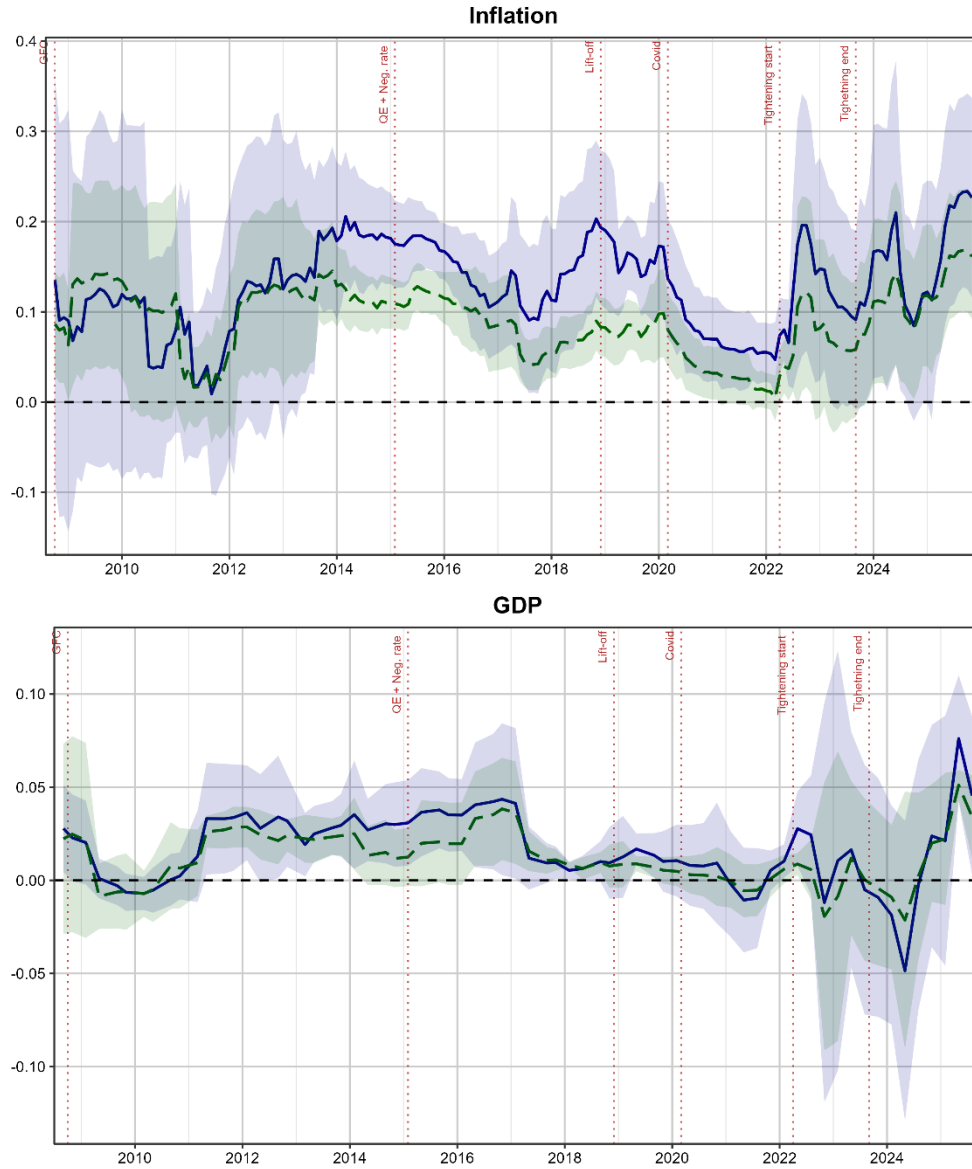 Inflation
0.4
0.3
0.2
0.1
0.0
-0.1
GFC
QE + Neg. rate
Lift-off
Covid
Tightening start
Tighetning end
2010
2012
2014
2016
2018
2020
2022
2024
GDP
0.10
0.05
0.00
-0.05
-0.10
GFC
QE + Neg. rate
Lift-off
Covid
Tightening start
Tighetning end
2010
2012
2014
2016
2018
2020
2022
2024